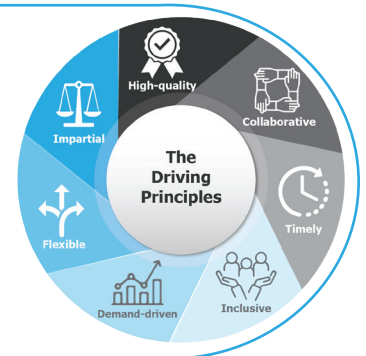 The
Driving
Principles
High-quality
Collaborative
Timely
Inclusive
Demand-driven
Flexible
Impartial